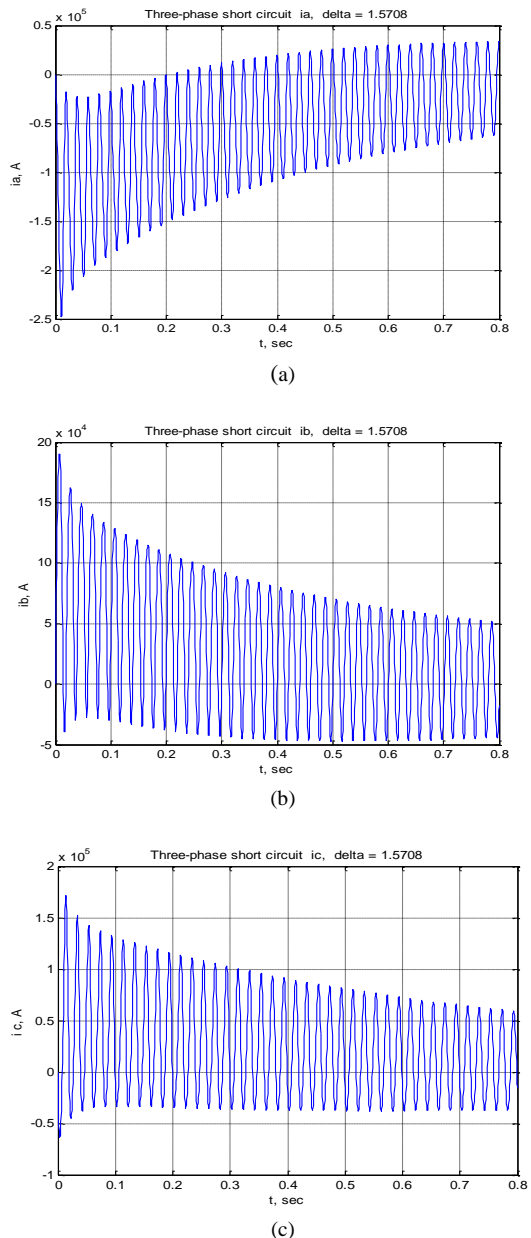 Three-phase short circuit ia, delta = 1.5708
x 10^5
0.5
0
-0.5
-1
-1.5
-2
-2.5
ia, A
0 0.1 0.2 0.3 0.4 0.5 0.6 0.7 0.8
t, sec
(a)
Three-phase short circuit ib, delta = 1.5708
x 10^4
20
15
10
5
0
-5
ib, A
0 0.1 0.2 0.3 0.4 0.5 0.6 0.7 0.8
t, sec
(b)
Three-phase short circuit ic, delta = 1.5708
x 10^5
2
1.5
1
0.5
0
-0.5
-1
i c, A
0 0.1 0.2 0.3 0.4 0.5 0.6 0.7 0.8
t, sec
(c)